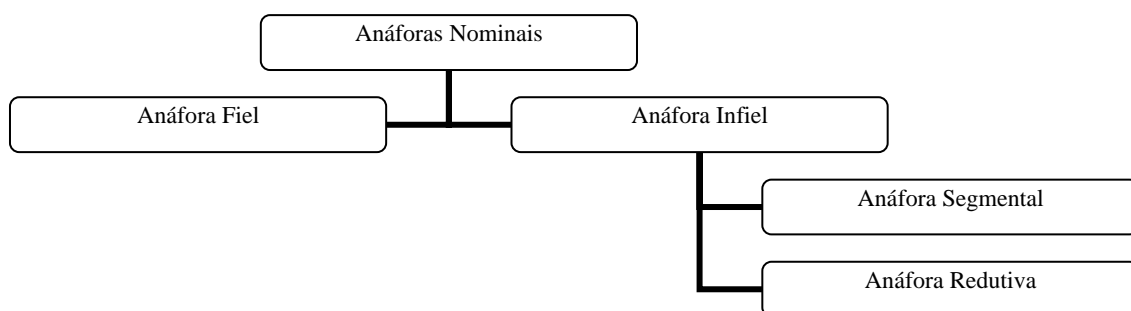 Anáforas Nominais
Anáfora Fiel
Anáfora Infiel
Anáfora Segmental
Anáfora Redutiva